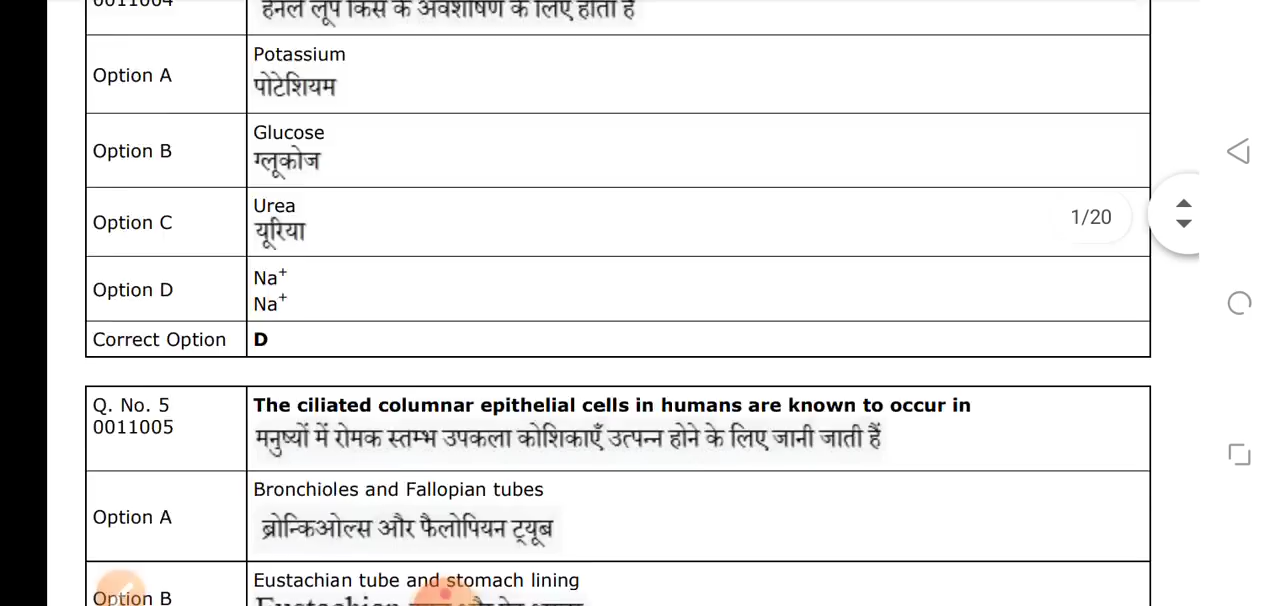 0011004
हेनले लूप किस के अवशोषण के लिए होता है
Option A
Potassium
पोटेशियम
Option B
Glucose
ग्लूकोज
Option C
Urea
यूरिया
1/20
Option D
Na⁺
Na⁺
Correct Option
D
Q. No. 5
0011005
The ciliated columnar epithelial cells in humans are known to occur in
मनुष्यों में रोमक स्तम्भ उपकला कोशिकाएँ उत्पन्न होने के लिए जानी जाती हैं
Option A
Bronchioles and Fallopian tubes
ब्रोन्किओल्स और फैलोपियन ट्यूब
Option B
Eustachian tube and stomach lining
Eustachian